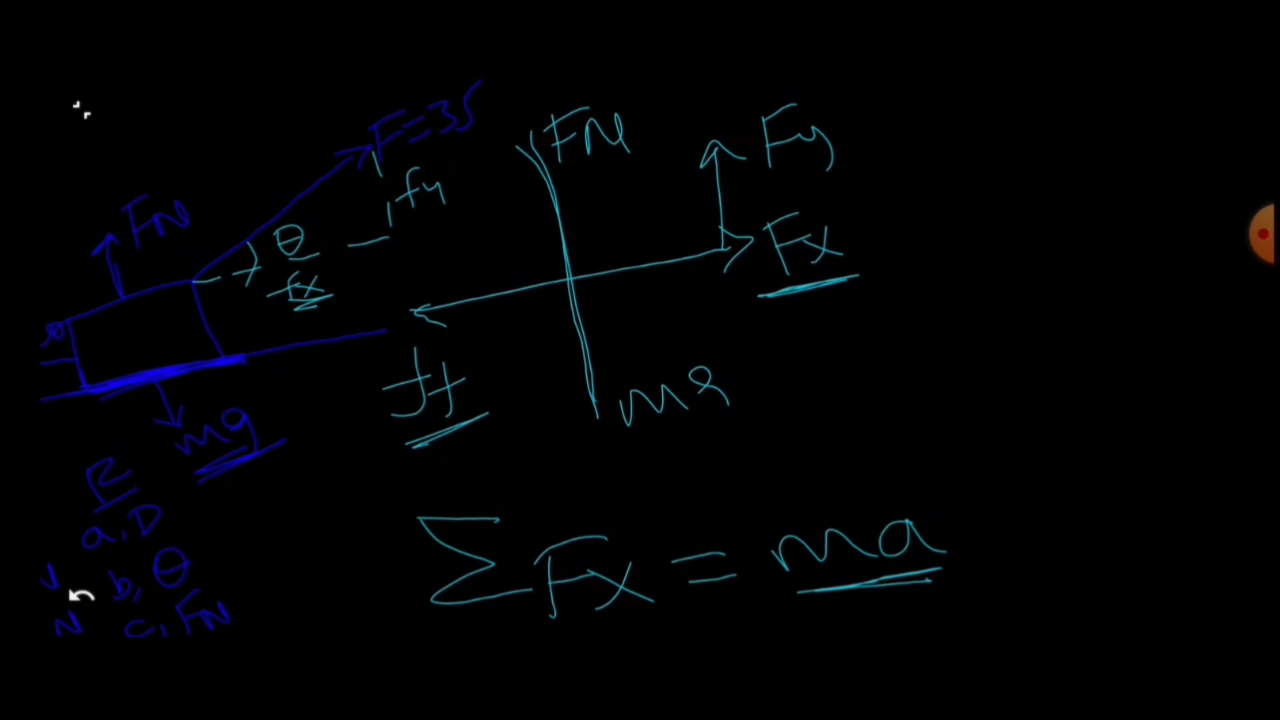 F=35
fy
FN
θ
fx
FN
Fy
Fx
ff
mg
mg
R
a, D
b, θ
c, FN
ΣFx = ma